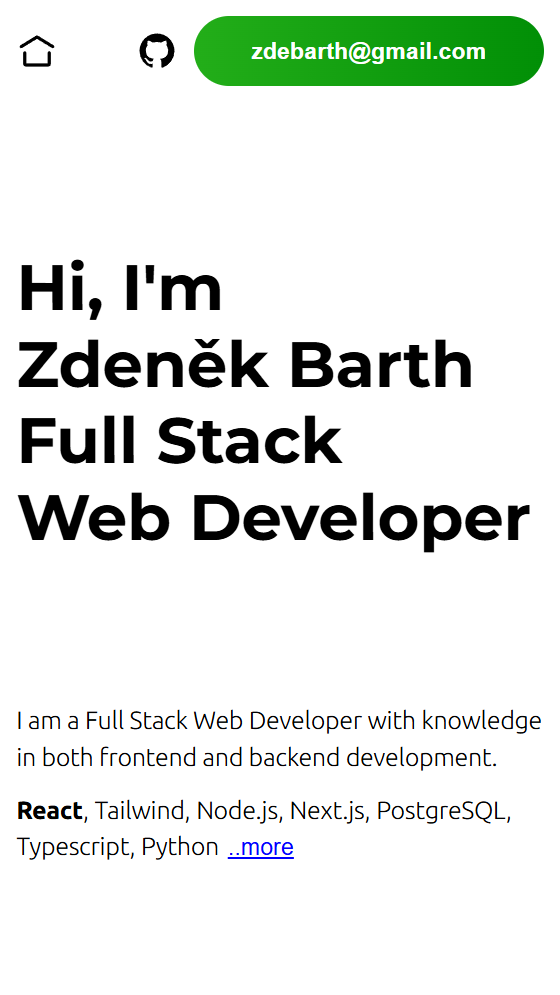 zdebarth@gmail.com
Hi, I'm
Zdeněk Barth
Full Stack
Web Developer
I am a Full Stack Web Developer with knowledge
in both frontend and backend development.
React, Tailwind, Node.js, Next.js, PostgreSQL,
Typescript, Python ..more